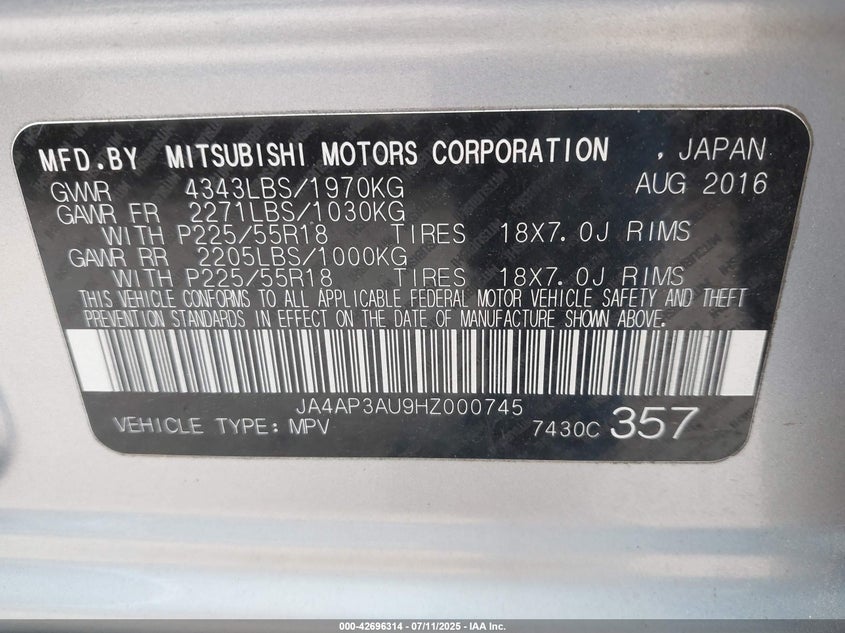 MFD.BY MITSUBISHI MOTORS CORPORATION , JAPAN
GVWR 4343LBS/1970KG AUG 2016
GAWR FR 2271LBS/1030KG
WITH P225/55R18 TIRES 18X7.0J RIMS
GAWR RR 2205LBS/1000KG
WITH P225/55R18 TIRES 18X7.0J RIMS
THIS VEHICLE CONFORMS TO ALL APPLICABLE FEDERAL MOTOR VEHICLE SAFETY AND THEFT
PREVENTION STANDARDS IN EFFECT ON THE DATE OF MANUFACTURE SHOWN ABOVE.
JA4AP3AU9HZ000745
VEHICLE TYPE: MPV 7430C 357
000-42696314 - 07/11/2025 - IAA Inc.